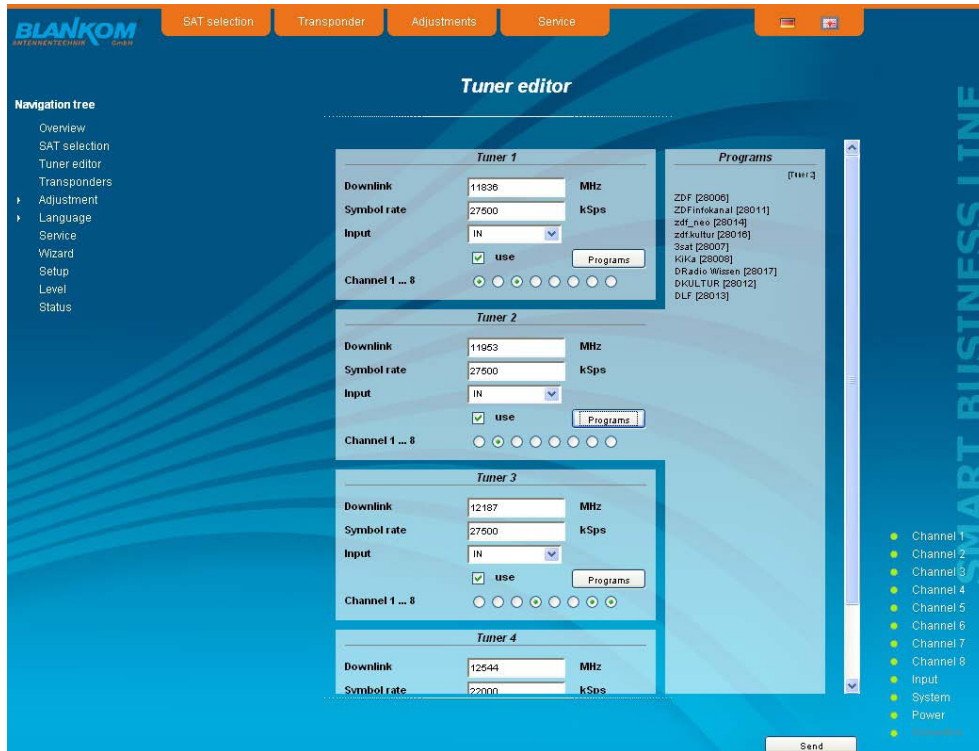 BLANKOM
ANTENNENTECHNIK GmbH
SAT selection
Transponder
Adjustments
Service
Tuner editor
Navigation tree
Overview
SAT selection
Tuner editor
Transponders
Adjustment
Language
Service
Wizard
Setup
Level
Status
Tuner 1
Downlink 11836 MHz
Symbol rate 27500 kSps
Input IN
use Programs
Channel 1 ... 8
Tuner 2
Downlink 11953 MHz
Symbol rate 27500 kSps
Input IN
use Programs
Channel 1 ... 8
Tuner 3
Downlink 12187 MHz
Symbol rate 27500 kSps
Input IN
use Programs
Channel 1 ... 8
Tuner 4
Downlink 12544 MHz
Symbol rate 22000 kSps
Programs
[Tuner 2]
ZDF [28006]
ZDFinfokanal [28011]
zdf_neo [28014]
zdf.kultur [28016]
3sat [28007]
KiKa [28008]
DRadio Wissen [28017]
DKULTUR [28012]
DLF [28013]
SMART BUSINESS LINE
Channel 1
Channel 2
Channel 3
Channel 4
Channel 5
Channel 6
Channel 7
Channel 8
Input
System
Power
Send